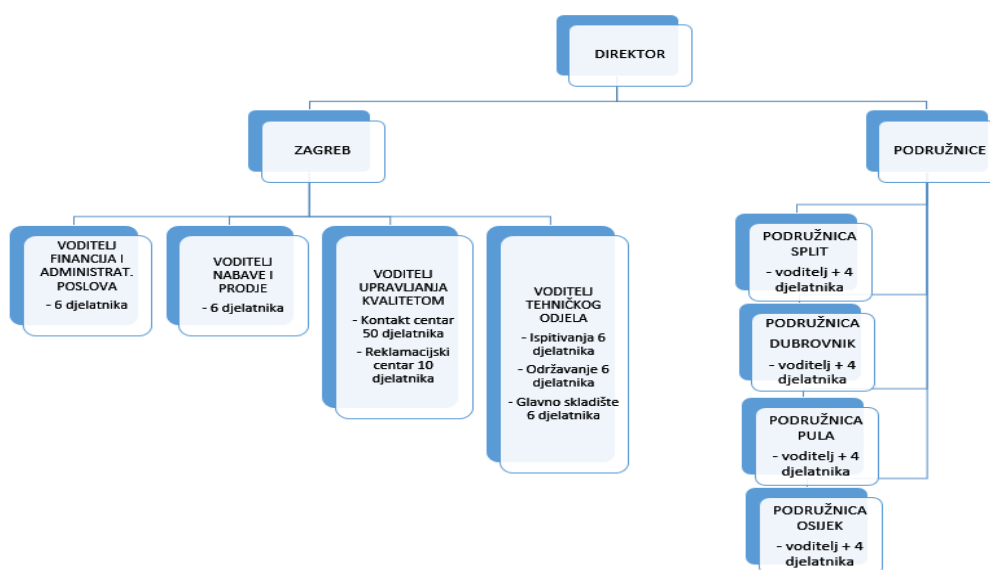 DIREKTOR
ZAGREB
PODRUŽNICE
VODITELJ
FINANCIJA I
ADMINISTRAT.
POSLOVA
- 6 djelatnika
VODITELJ
NABAVE I
PRODJE
- 6 djelatnika
VODITELJ
UPRAVLJANJA
KVALITETOM
- Kontakt centar
50 djelatnika
- Reklamacijski
centar 10
djelatnika
VODITELJ
TEHNIČKOG
ODJELA
- Ispitivanja 6
djelatnika
- Održavanje 6
djelatnika
- Glavno skladište
6 djelatnika
PODRUŽNICA
SPLIT
- voditelj + 4
djelatnika
PODRUŽNICA
DUBROVNIK
- voditelj + 4
djelatnika
PODRUŽNICA
PULA
- voditelj + 4
djelatnika
PODRUŽNICA
OSIJEK
- voditelj + 4
djelatnika